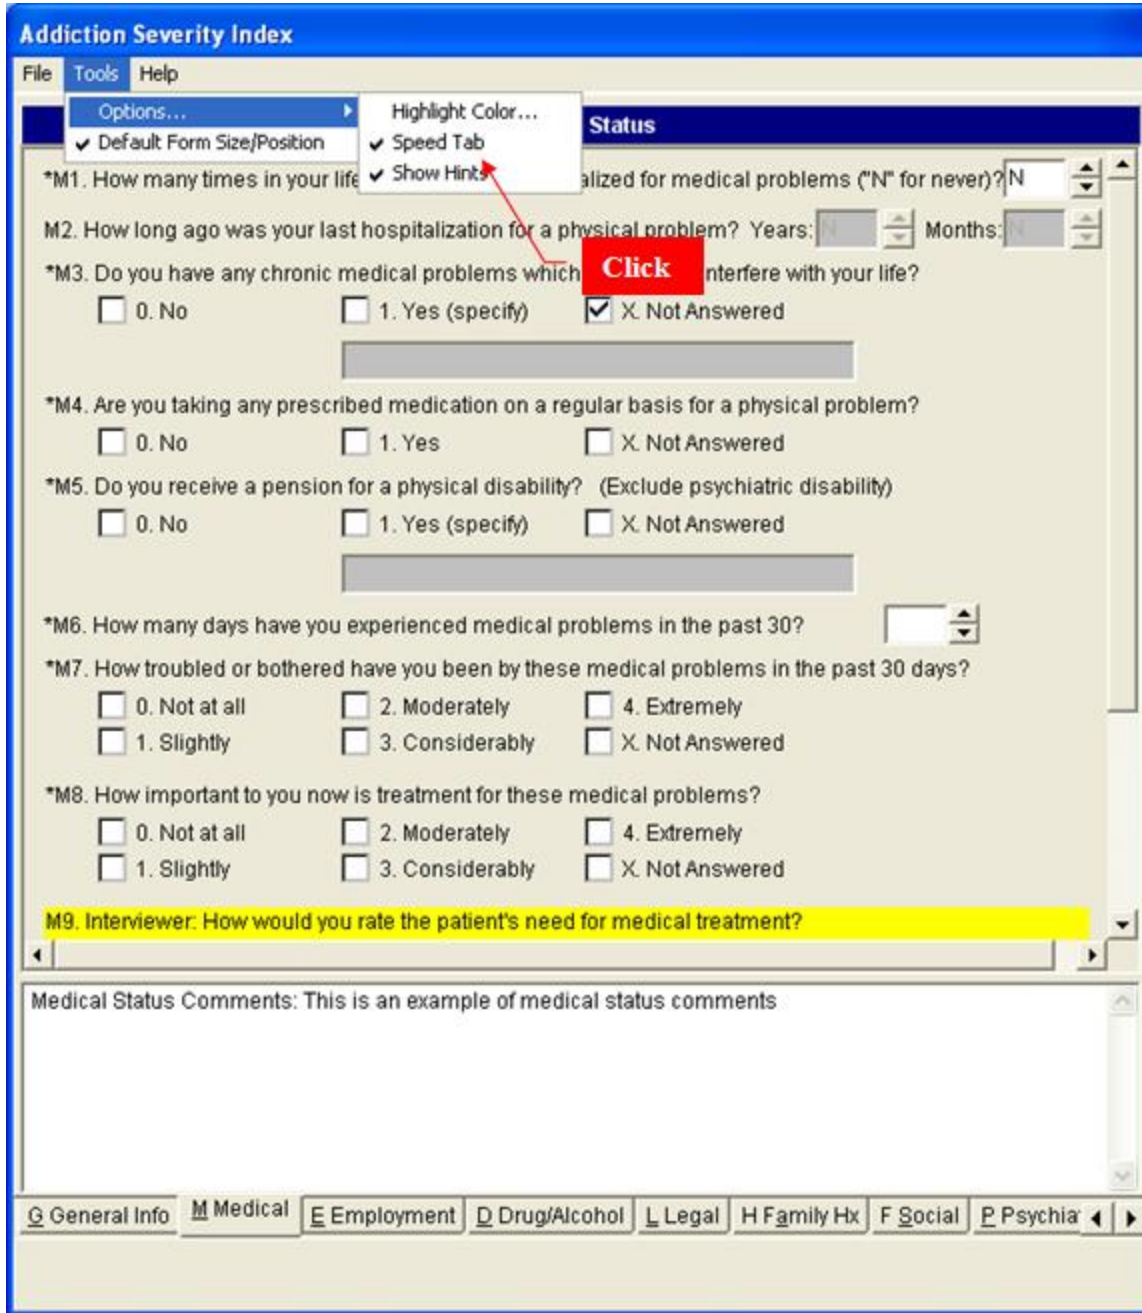 Addiction Severity Index
File Tools Help
Options... Highlight Color...
Default Form Size/Position Speed Tab
Show Hints
Status
*M1. How many times in your life alized for medical problems ("N" for never)? N
M2. How long ago was your last hospitalization for a physical problem? Years: N Months: N
*M3. Do you have any chronic medical problems which nterfere with your life?
Click
0. No 1. Yes (specify) X. Not Answered
*M4. Are you taking any prescribed medication on a regular basis for a physical problem?
0. No 1. Yes X. Not Answered
*M5. Do you receive a pension for a physical disability? (Exclude psychiatric disability)
0. No 1. Yes (specify) X. Not Answered
*M6. How many days have you experienced medical problems in the past 30?
*M7. How troubled or bothered have you been by these medical problems in the past 30 days?
0. Not at all 2. Moderately 4. Extremely
1. Slightly 3. Considerably X. Not Answered
*M8. How important to you now is treatment for these medical problems?
0. Not at all 2. Moderately 4. Extremely
1. Slightly 3. Considerably X. Not Answered
M9. Interviewer: How would you rate the patient's need for medical treatment?
Medical Status Comments: This is an example of medical status comments
G General Info M Medical E Employment D Drug/Alcohol L Legal H Family Hx F Social P Psychia